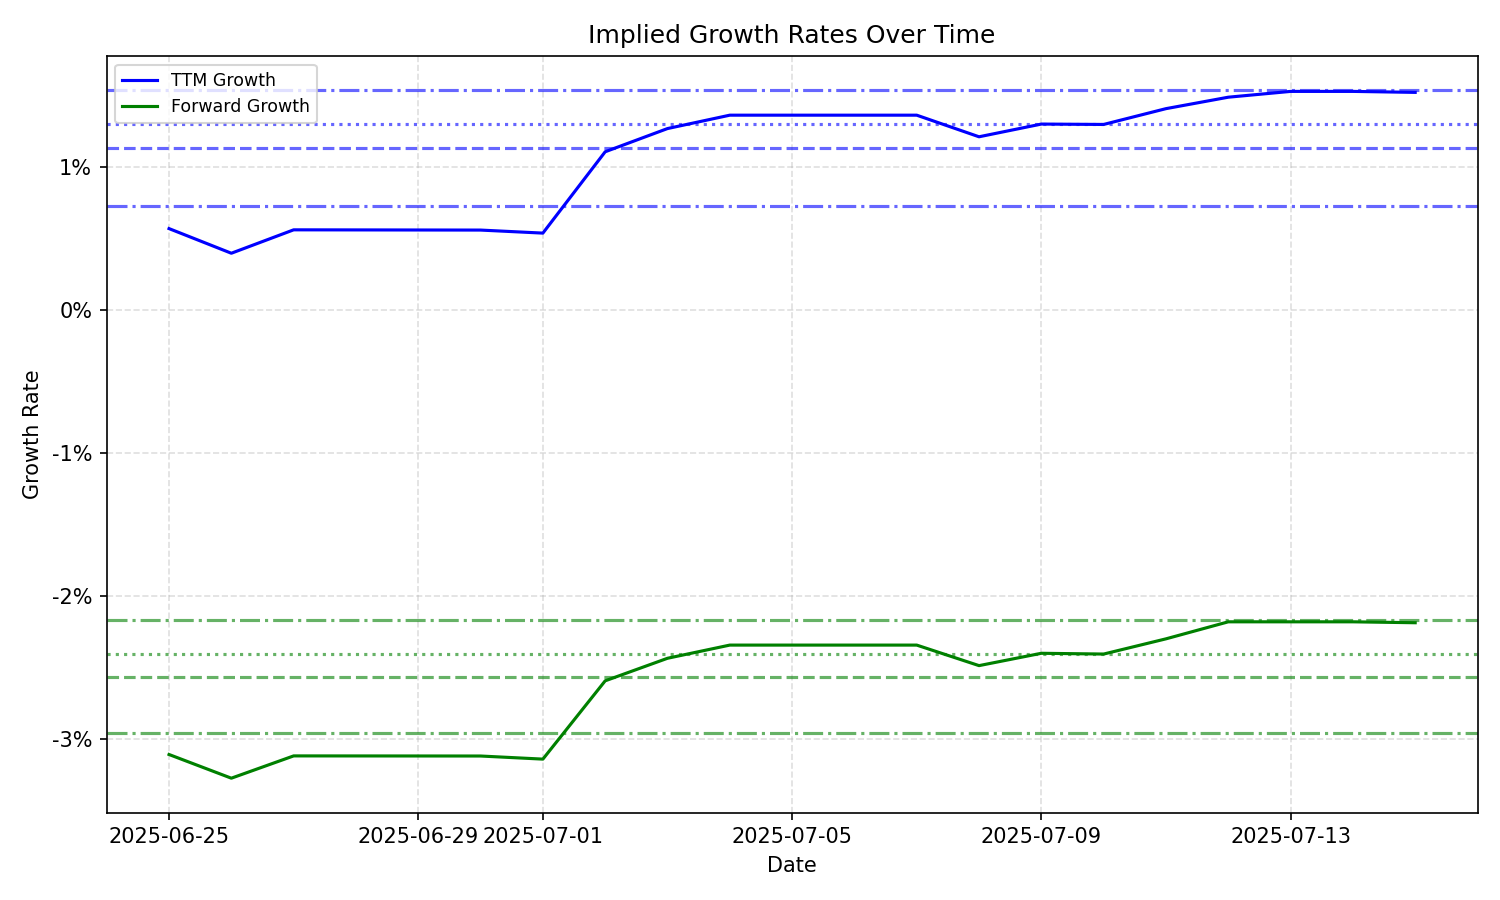 Implied Growth Rates Over Time
TTM Growth
Forward Growth
Growth Rate
1%
0%
-1%
-2%
-3%
2025-06-25
2025-06-29
2025-07-01
2025-07-05
2025-07-09
2025-07-13
Date